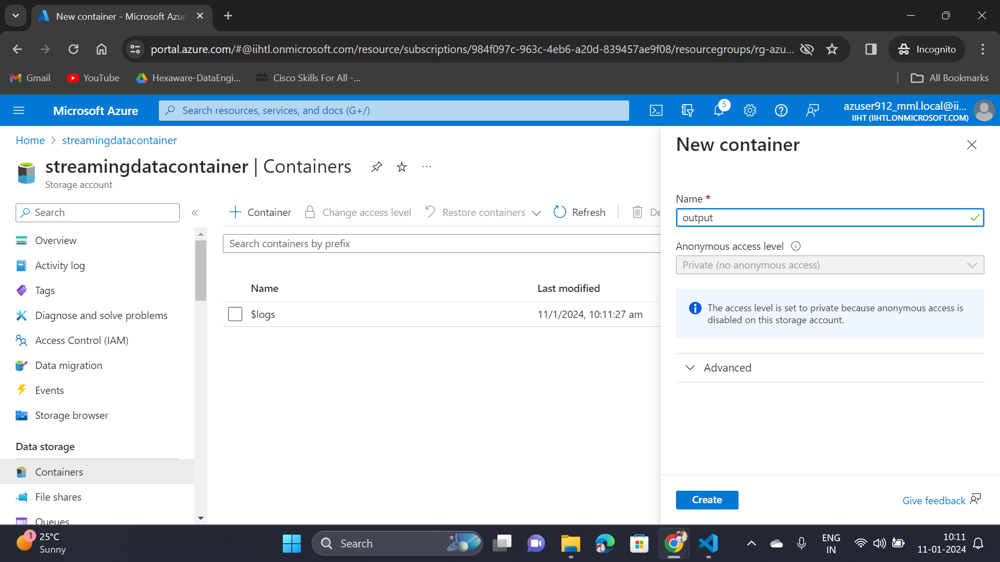 New container - Microsoft Azur
portal.azure.com/#@iihtl.onmicrosoft.com/resource/subscriptions/984f097c-963c-4eb6-a20d-839457ae9f08/resourcegroups/rg-azu...
Incognito
Gmail
YouTube
Hexaware-DataEngi...
Cisco Skills For All -...
All Bookmarks
Microsoft Azure
Search resources, services, and docs (G+/)
5
azuser912_mml.local@ii...
IIHT (IIHTL.ONMICROSOFT.COM)
Home > streamingdatacontainer
streamingdatacontainer | Containers
Storage account
Search
Overview
Activity log
Tags
Diagnose and solve problems
Access Control (IAM)
Data migration
Events
Storage browser
Data storage
Containers
File shares
Queues
Container
Change access level
Restore containers
Refresh
De
Search containers by prefix
Name Last modified
$logs 11/1/2024, 10:11:27 am
New container
Name *
output
Anonymous access level
Private (no anonymous access)
The access level is set to private because anonymous access is
disabled on this storage account.
Advanced
Create
Give feedback
1
25°C
Sunny
Search
ENG
IN
10:11
11-01-2024